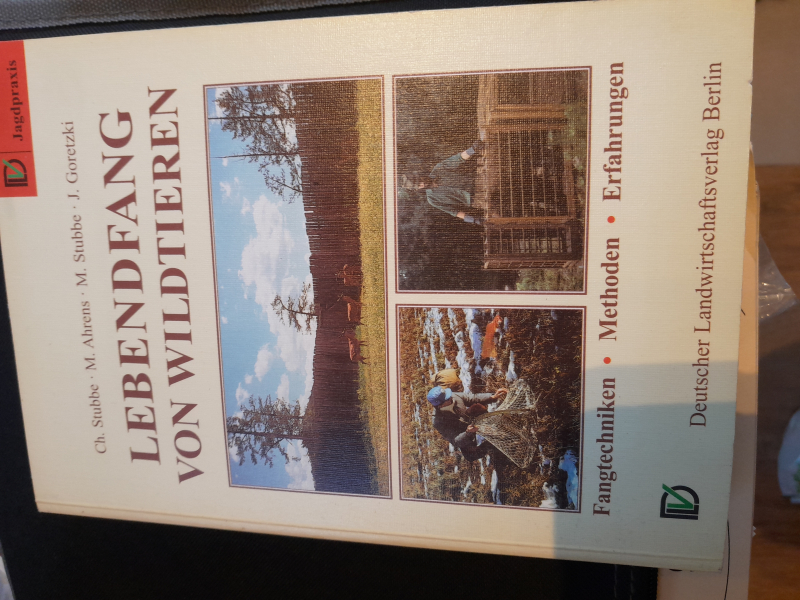 Jagdpraxis
Ch. Stubbe · M. Ahrens · M. Stubbe · J. Goretzki
LEBENDFANG
VON WILDTIEREN
Fangtechniken • Methoden • Erfahrungen
Deutscher Landwirtschaftsverlag Berlin